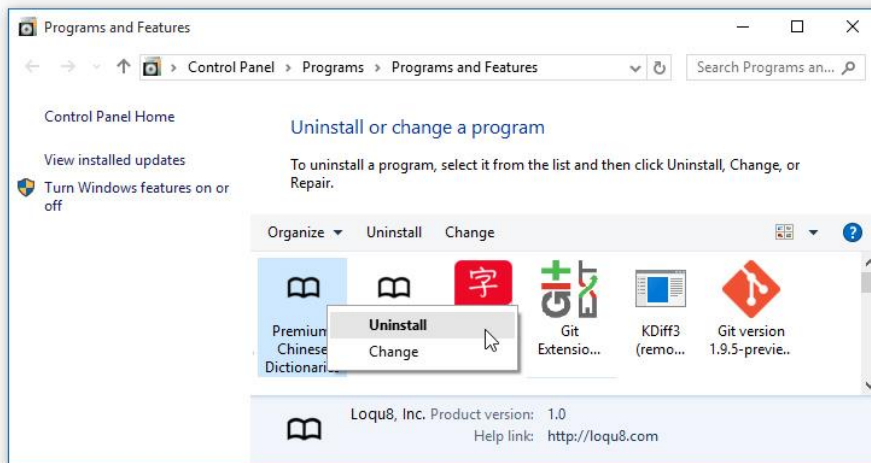 Programs and Features
Control Panel > Programs > Programs and Features
Search Programs an...
Control Panel Home
View installed updates
Turn Windows features on or
off
Uninstall or change a program
To uninstall a program, select it from the list and then click Uninstall, Change, or
Repair.
Organize Uninstall Change
字
Git
Ext
Premium
Chinese
Dictionaries
Uninstall
Change
Git
Extensio...
KDiff3
(remo...
Git version
1.9.5-previe..
Loqu8, Inc. Product version: 1.0
Help link: http://loqu8.com